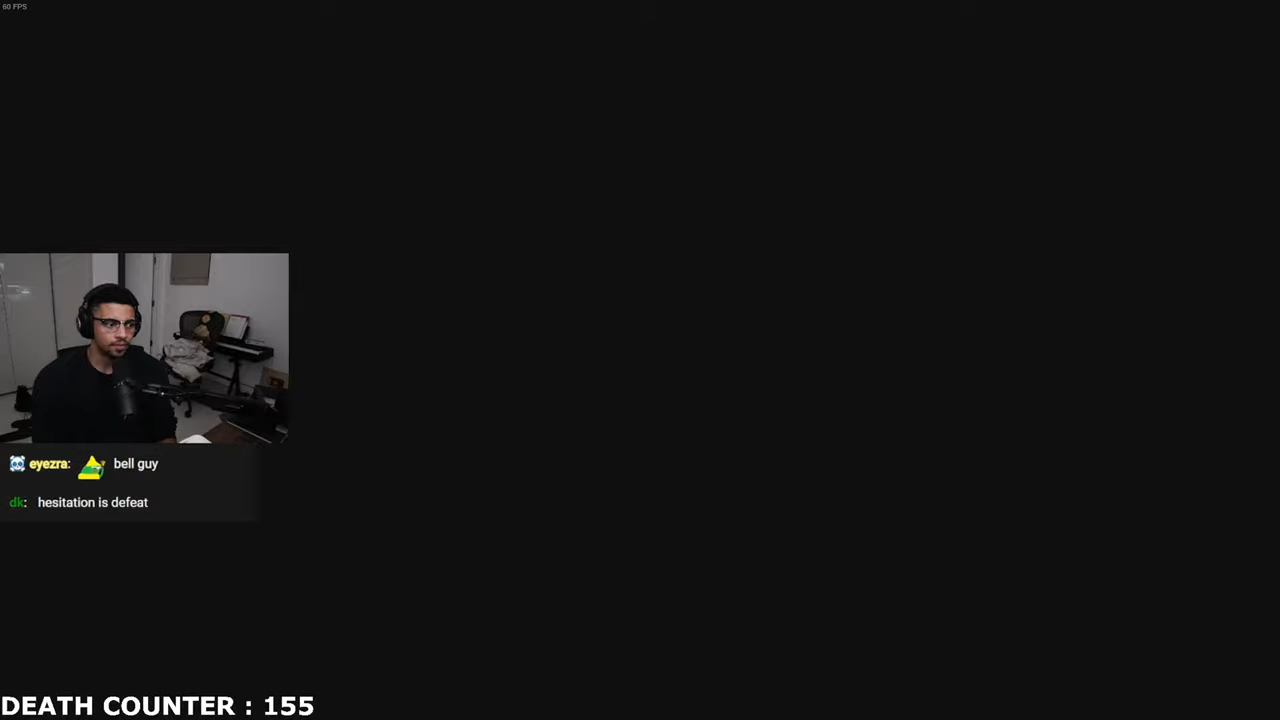 60 FPS
eyezra: bell guy
dk: hesitation is defeat
DEATH COUNTER : 155